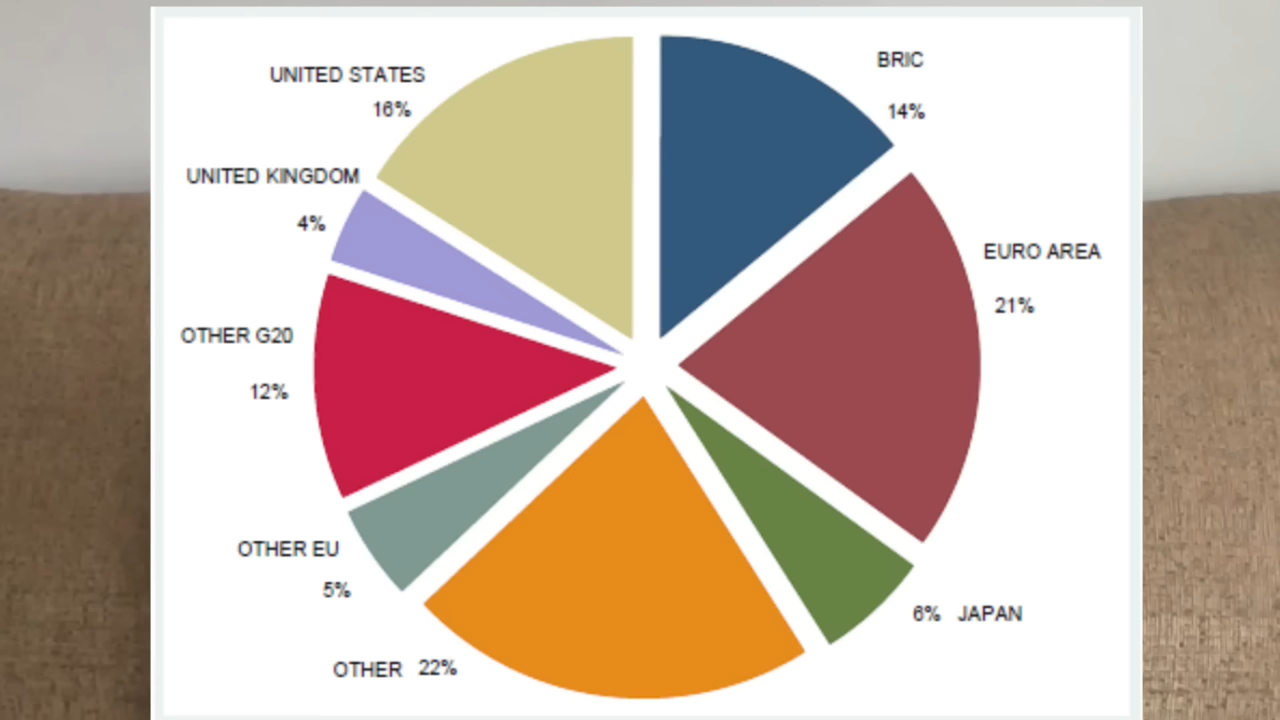 UNITED STATES
16%
BRIC
14%
UNITED KINGDOM
4%
EURO AREA
21%
OTHER G20
12%
OTHER EU
5%
6% JAPAN
OTHER 22%